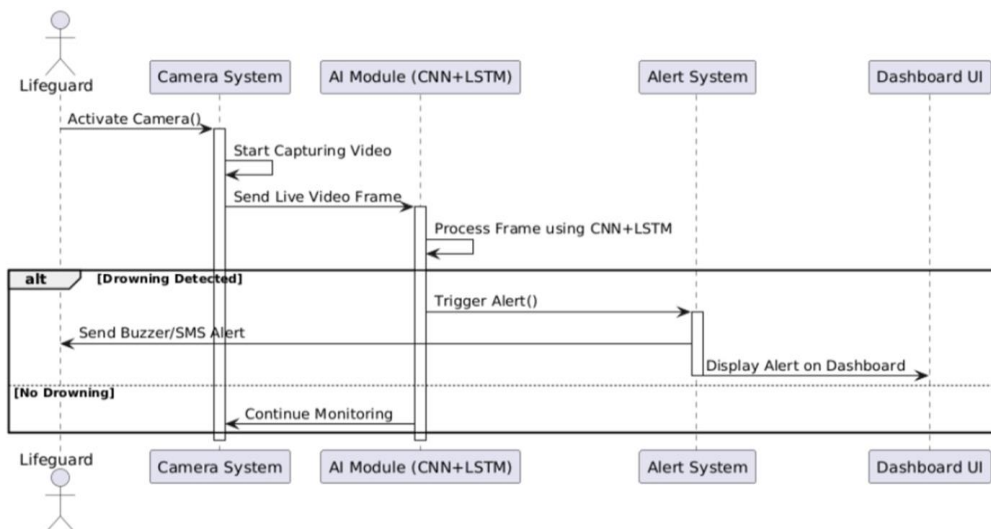 Lifeguard
Camera System
AI Module (CNN+LSTM)
Alert System
Dashboard UI
Activate Camera()
Start Capturing Video
Send Live Video Frame
Process Frame using CNN+LSTM
alt
[Drowning Detected]
Trigger Alert()
Send Buzzer/SMS Alert
Display Alert on Dashboard
[No Drowning]
Continue Monitoring
Lifeguard
Camera System
AI Module (CNN+LSTM)
Alert System
Dashboard UI